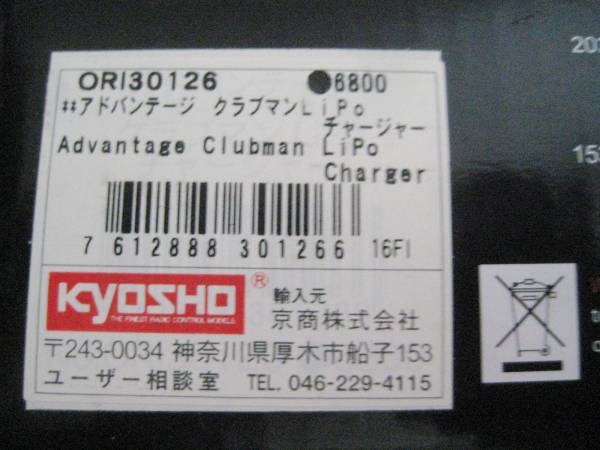 ORI30126 ●6800
⌗アドバンテージ クラブマンLiPo
チャージャー
Advantage Clubman LiPo
Charger
7 612888 301266 16FI
KYOSHO®
THE FINEST RADIO CONTROL MODELS
輸入元
京商株式会社
〒243-0034 神奈川県厚木市船子153
ユーザー相談室 TEL. 046-229-4115
203
153